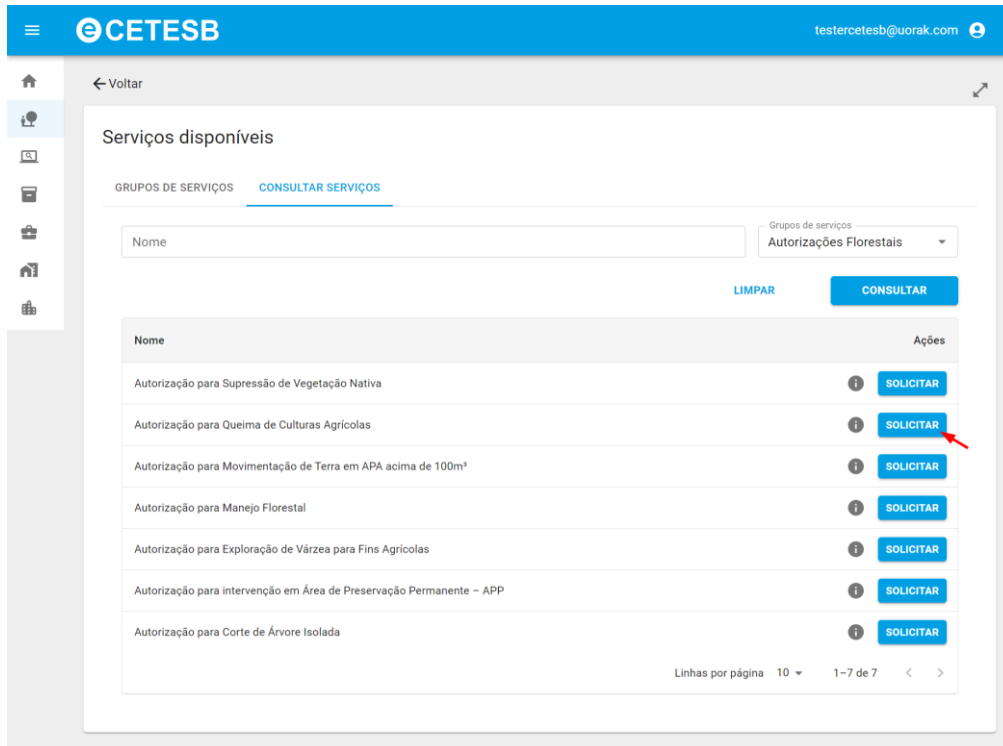 eCETESB
testercetesb@uorak.com
Voltar
Serviços disponíveis
GRUPOS DE SERVIÇOS CONSULTAR SERVIÇOS
Nome
Grupos de serviços
Autorizações Florestais
LIMPAR CONSULTAR
Nome Ações
Autorização para Supressão de Vegetação Nativa SOLICITAR
Autorização para Queima de Culturas Agrícolas SOLICITAR
Autorização para Movimentação de Terra em APA acima de 100m³ SOLICITAR
Autorização para Manejo Florestal SOLICITAR
Autorização para Exploração de Várzea para Fins Agrícolas SOLICITAR
Autorização para intervenção em Área de Preservação Permanente – APP SOLICITAR
Autorização para Corte de Árvore Isolada SOLICITAR
Linhas por página 10 1–7 de 7